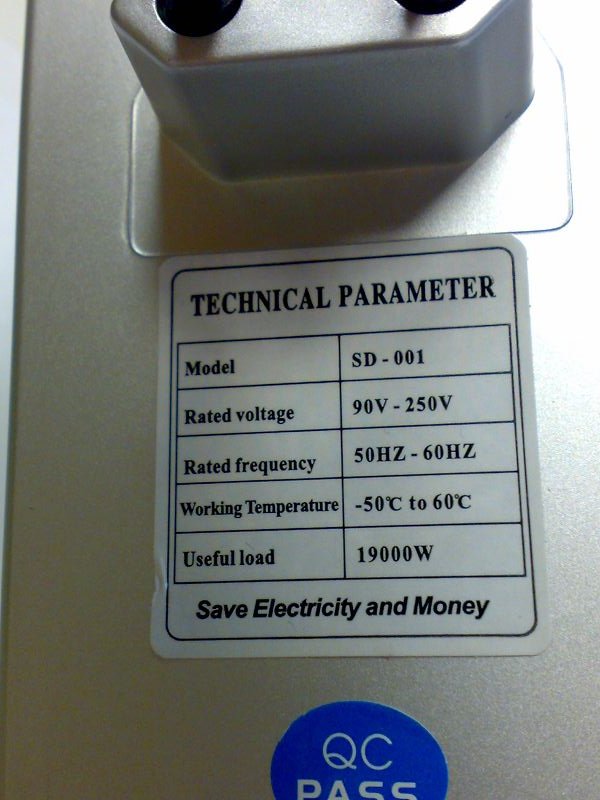 TECHNICAL PARAMETER
Model SD - 001
Rated voltage 90V - 250V
Rated frequency 50HZ - 60HZ
Working Temperature -50℃ to 60℃
Useful load 19000W
Save Electricity and Money
QC
PASS